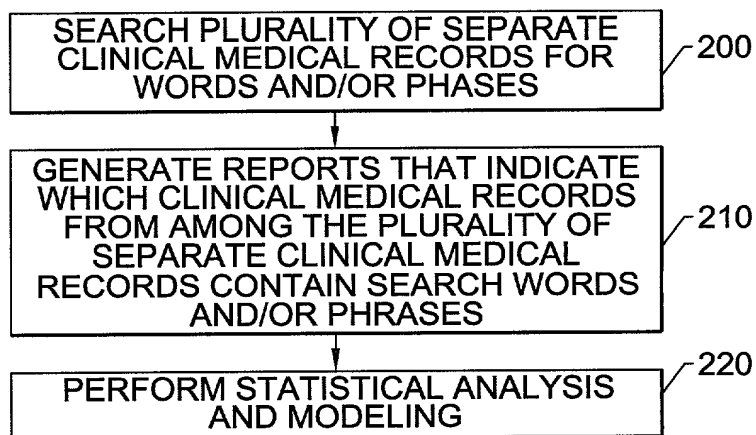 SEARCH PLURALITY OF SEPARATE
CLINICAL MEDICAL RECORDS FOR
WORDS AND/OR PHASES
200
GENERATE REPORTS THAT INDICATE
WHICH CLINICAL MEDICAL RECORDS
FROM AMONG THE PLURALITY OF
SEPARATE CLINICAL MEDICAL
RECORDS CONTAIN SEARCH WORDS
AND/OR PHRASES
210
PERFORM STATISTICAL ANALYSIS
AND MODELING
220